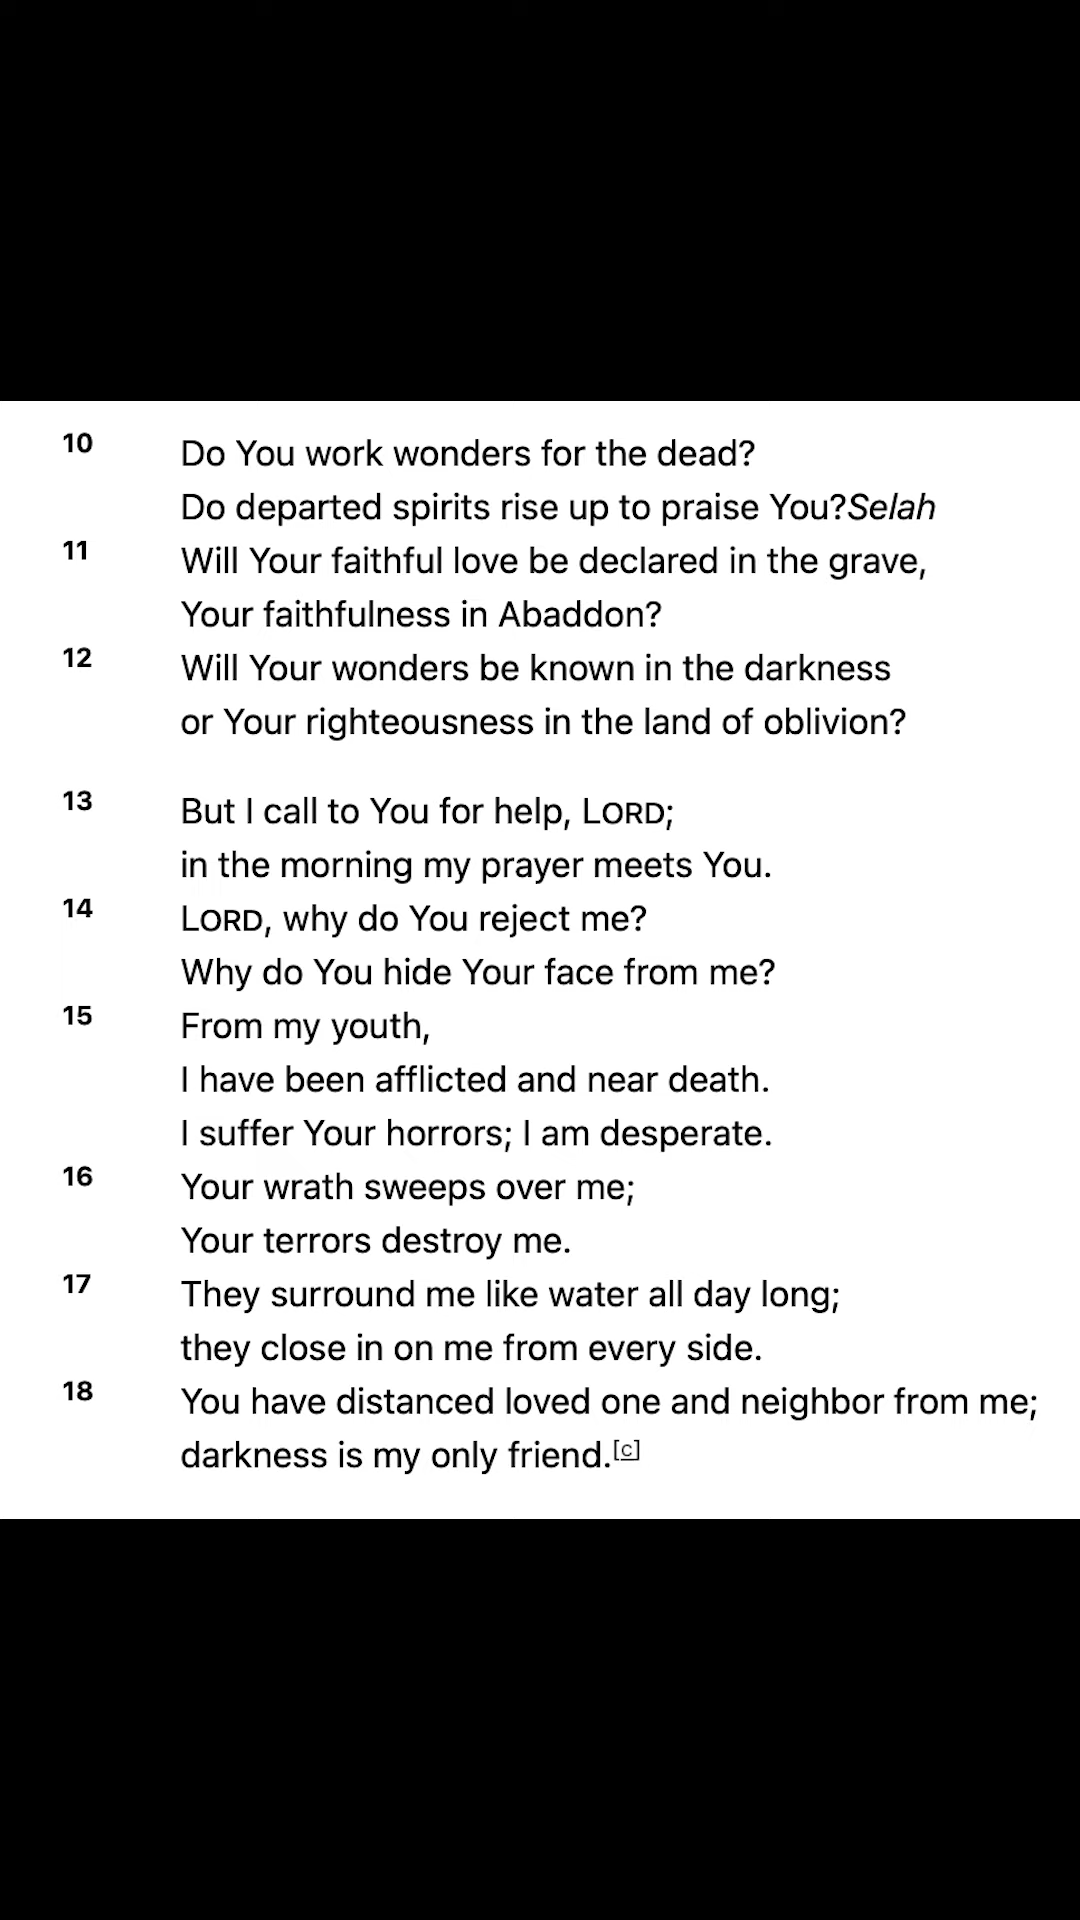 10 Do You work wonders for the dead?
Do departed spirits rise up to praise You?Selah
11 Will Your faithful love be declared in the grave,
Your faithfulness in Abaddon?
12 Will Your wonders be known in the darkness
or Your righteousness in the land of oblivion?
13 But I call to You for help, LORD;
in the morning my prayer meets You.
14 LORD, why do You reject me?
Why do You hide Your face from me?
15 From my youth,
I have been afflicted and near death.
I suffer Your horrors; I am desperate.
16 Your wrath sweeps over me;
Your terrors destroy me.
17 They surround me like water all day long;
they close in on me from every side.
18 You have distanced loved one and neighbor from me;
darkness is my only friend.[c]